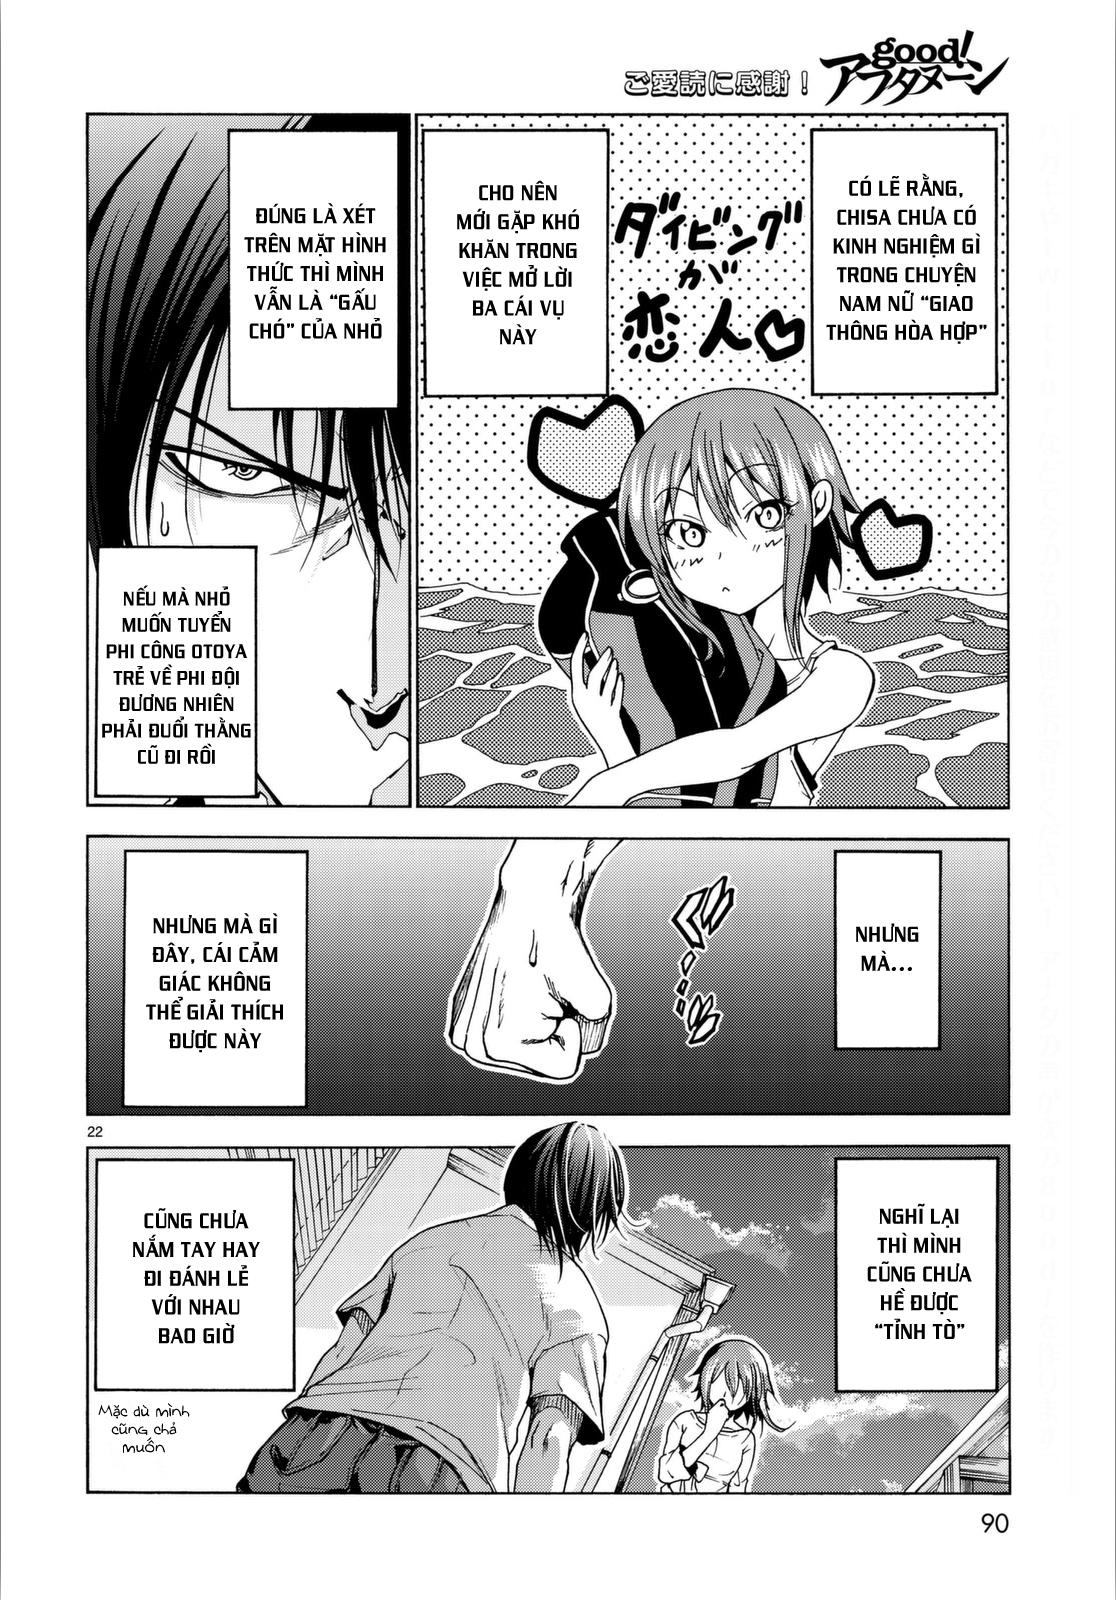 good!
アフタヌーン
ご愛読に感謝！
CÓ LẼ RẰNG,
CHISA CHƯA CÓ
KINH NGHIỆM GÌ
TRONG CHUYỆN
NAM NỮ “GIAO
THÔNG HÒA HỢP”
ダイビング
が
恋人
CHO NÊN
MỚI GẶP KHÓ
KHĂN TRONG
VIỆC MỞ LỜI
BA CÁI VỤ
NÀY
ĐÚNG LÀ XÉT
TRÊN MẶT HÌNH
THỨC THÌ MÌNH
VẪN LÀ “GẤU
CHÓ” CỦA NHỎ
NẾU MÀ NHỎ
MUỐN TUYỂN
PHI CÔNG OTOYA
TRẺ VỀ PHI ĐỘI
ĐƯƠNG NHIÊN
PHẢI ĐUỔI THẰNG
CŨ ĐI RỒI
NHƯNG
MÀ...
NHƯNG MÀ GÌ
ĐÂY, CÁI CẢM
GIÁC KHÔNG
THỂ GIẢI THÍCH
ĐƯỢC NÀY
22
NGHĨ LẠI
THÌ MÌNH
CŨNG CHƯA
HỀ ĐƯỢC
“TỈNH TÒ”
CŨNG CHƯA
NẮM TAY HAY
ĐI ĐÁNH LẺ
VỚI NHAU
BAO GIỜ
Mặc dù mình
cũng chả
muốn
90